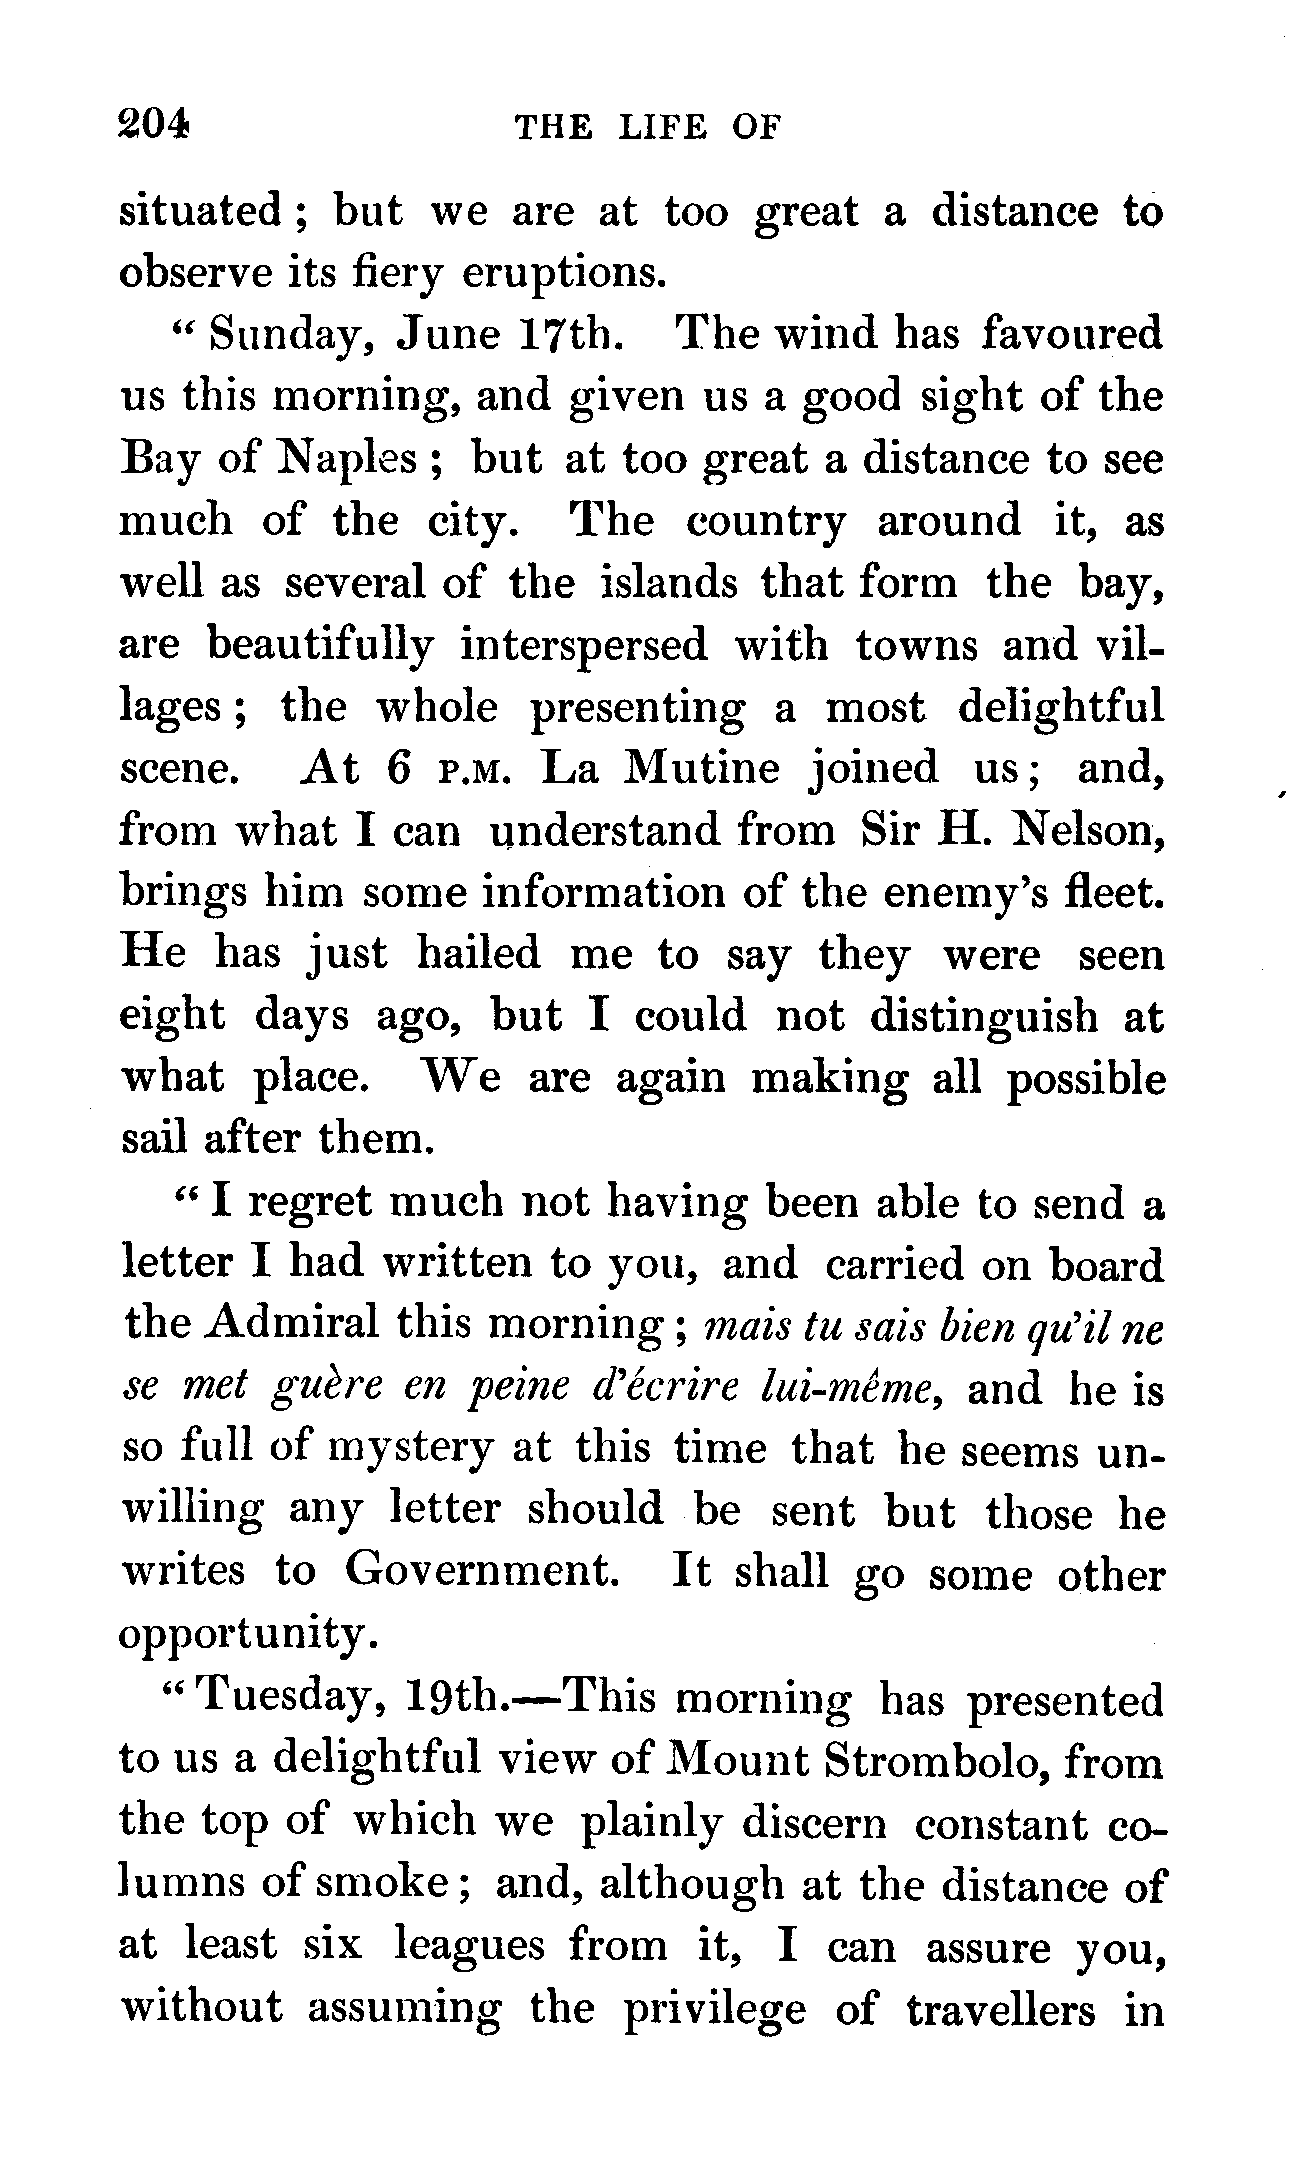 204 THE LIFE OF
situated ; but we are at too great a distance to
observe its fiery eruptions.
“ Sunday, June 17th. The wind has favoured
us this morning, and given us a good sight of the
Bay of Naples ; but at too great a distance to see
much of the city. The country around it, as
well as several of the islands that form the bay,
are beautifully interspersed with towns and vil-
lages ; the whole presenting a most delightful
scene. At 6 P.M. La Mutine joined us ; and,
from what I can understand from Sir H. Nelson,
brings him some information of the enemy’s fleet.
He has just hailed me to say they were seen
eight days ago, but I could not distinguish at
what place. We are again making all possible
sail after them.
“ I regret much not having been able to send a
letter I had written to you, and carried on board
the Admiral this morning ; mais tu sais bien qu’il ne
se met guère en peine d’écrire lui-même, and he is
so full of mystery at this time that he seems un-
willing any letter should be sent but those he
writes to Government. It shall go some other
opportunity.
“ Tuesday, 19th.—This morning has presented
to us a delightful view of Mount Strombolo, from
the top of which we plainly discern constant co-
lumns of smoke ; and, although at the distance of
at least six leagues from it, I can assure you,
without assuming the privilege of travellers in